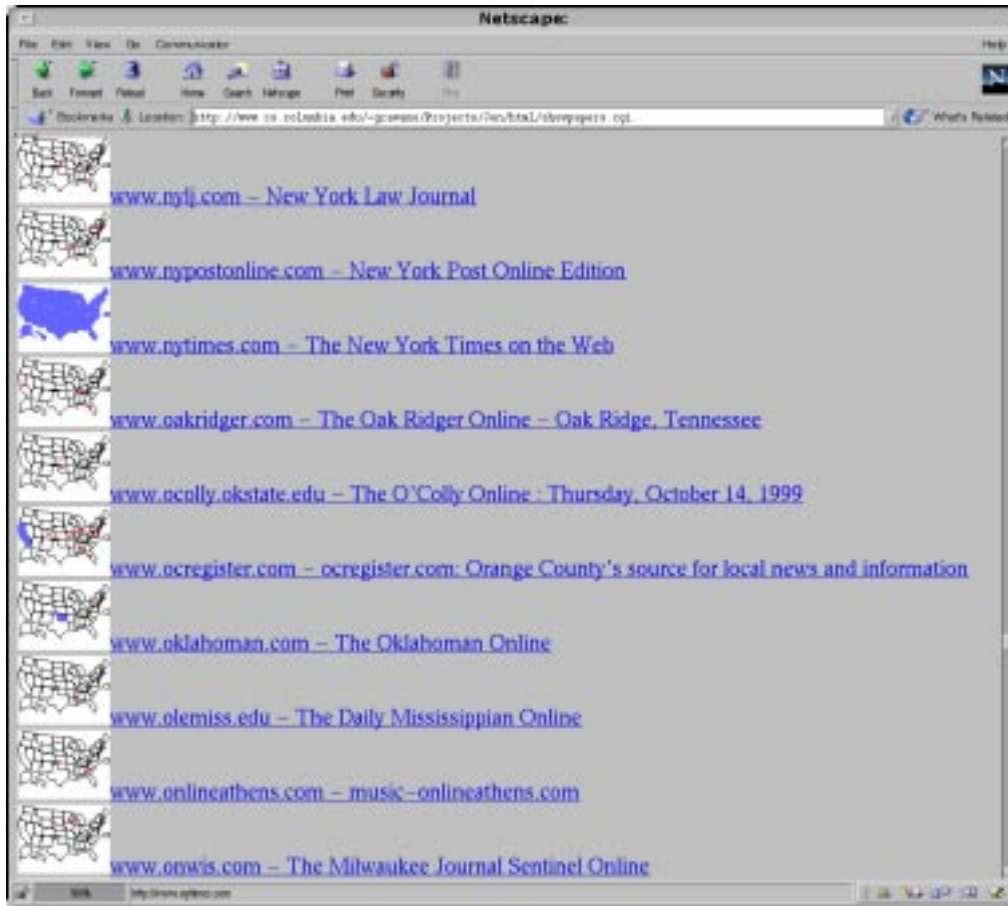 Netscape:
File Edit View Go Communicator Help
Back Forward Reload Home Search Netscape Print Security
Bookmarks Location: What's Related
www.nylj.com – New York Law Journal
www.nypostonline.com – New York Post Online Edition
www.nytimes.com – The New York Times on the Web
www.oakridger.com – The Oak Ridger Online – Oak Ridge, Tennessee
www.ocolly.okstate.edu – The O'Colly Online : Thursday, October 14, 1999
www.ocregister.com – ocregister.com: Orange County's source for local news and information
www.oklahoman.com – The Oklahoman Online
www.olemiss.edu – The Daily Mississippian Online
www.onlineathens.com – music-onlineathens.com
www.onwis.com – The Milwaukee Journal Sentinel Online